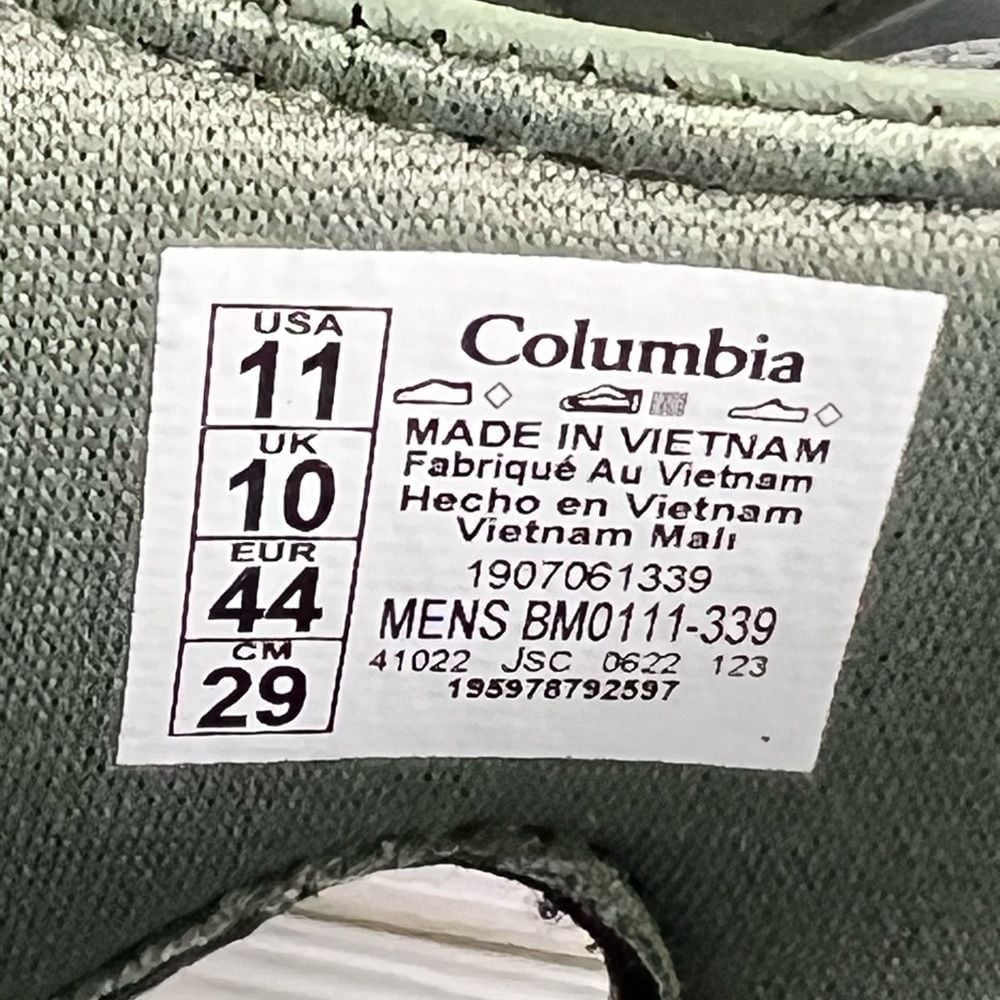 USA
11
UK
10
EUR
44
CM
29
Columbia
MADE IN VIETNAM
Fabriqué Au Vietnam
Hecho en Vietnam
Vietnam Malı
1907061339
MENS BM0111-339
41022 JSC 0622 123
195978792597